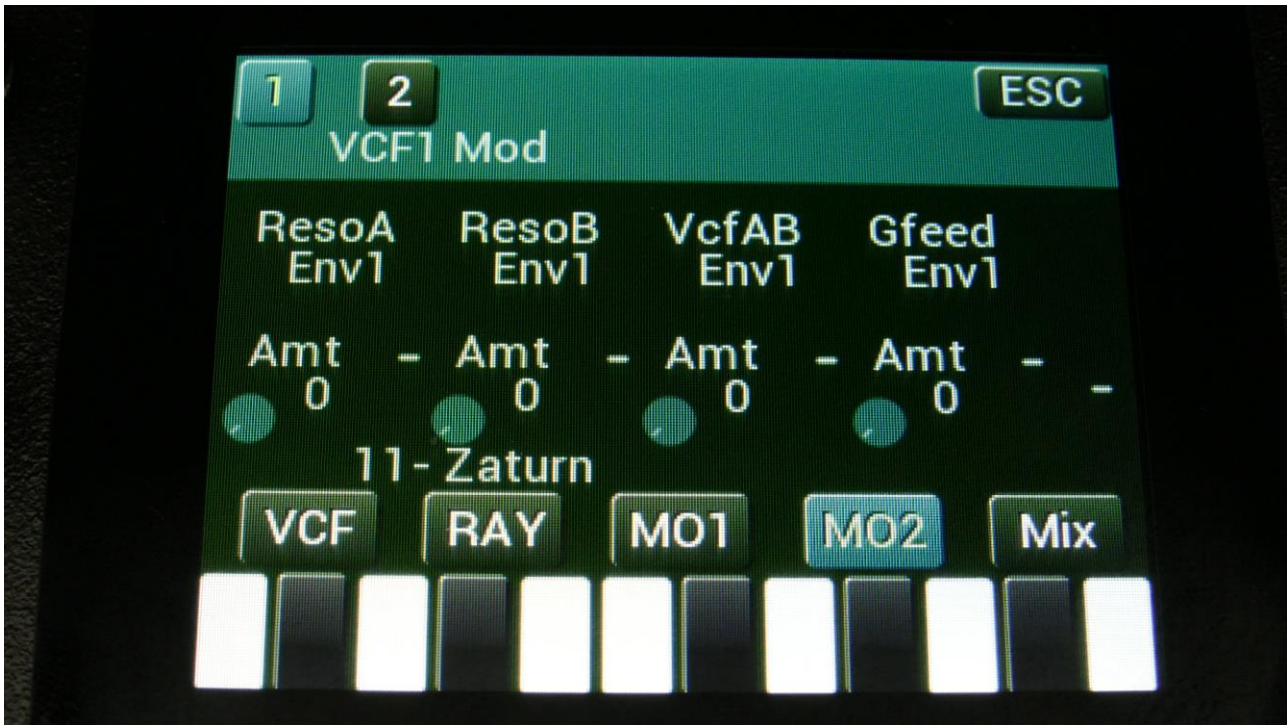 1 2 ESC
VCF1 Mod
ResoA ResoB VcfAB Gfeed
Env1 Env1 Env1 Env1
Amt - Amt - Amt - Amt -
0 0 0 0 -
11- Zaturn
VCF RAY MO1 MO2 Mix